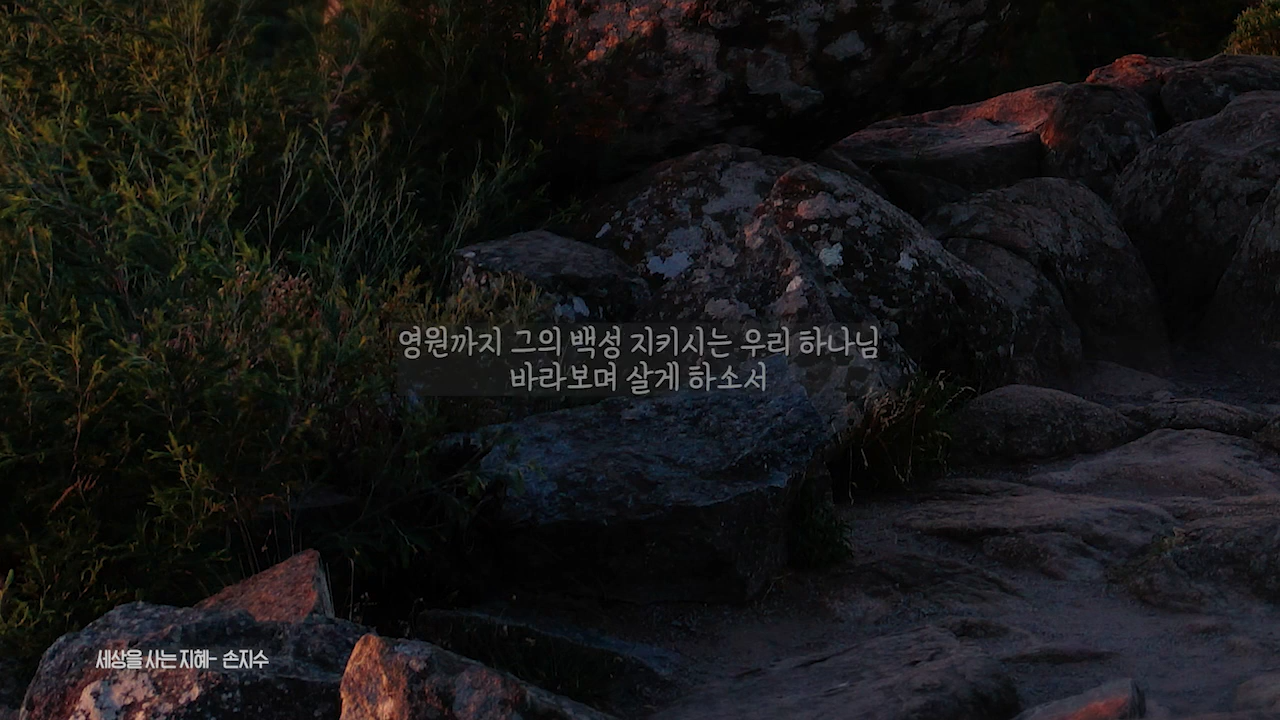 영원까지 그의 백성 지키시는 우리 하나님
바라보며 살게 하소서
세상을 사는 지혜- 손지수